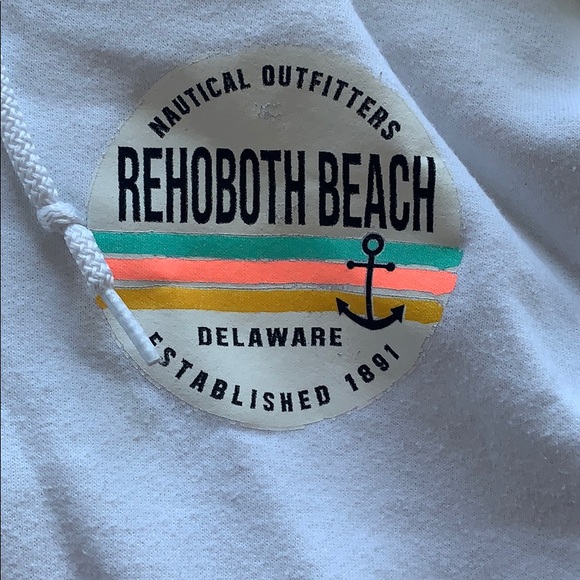 NAUTICAL OUTFITTERS
REHOBOTH BEACH
DELAWARE
ESTABLISHED 1891